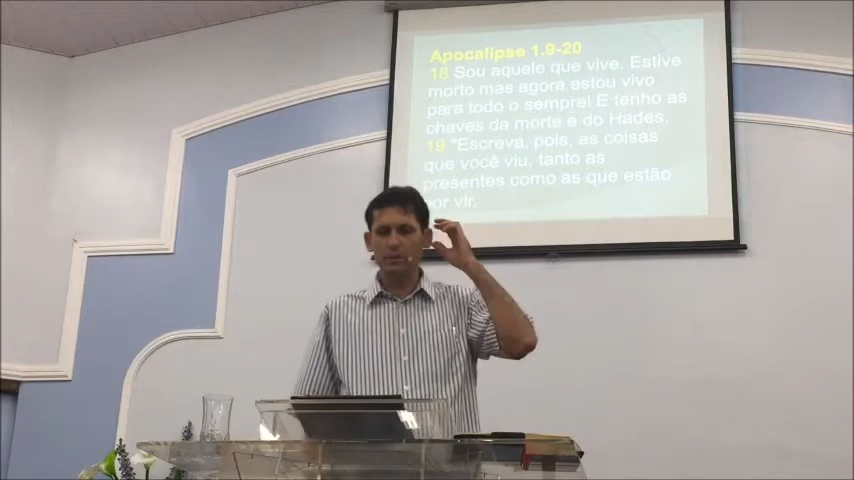 Apocalipse 1.9-20
18 Sou aquele que vive. Estive
morto mas agora estou vivo
para todo o sempre! E tenho as
chaves da morte e do Hades.
19 "Escreva, pois, as coisas
que você viu, tanto as
presentes como as que estão
por vir.